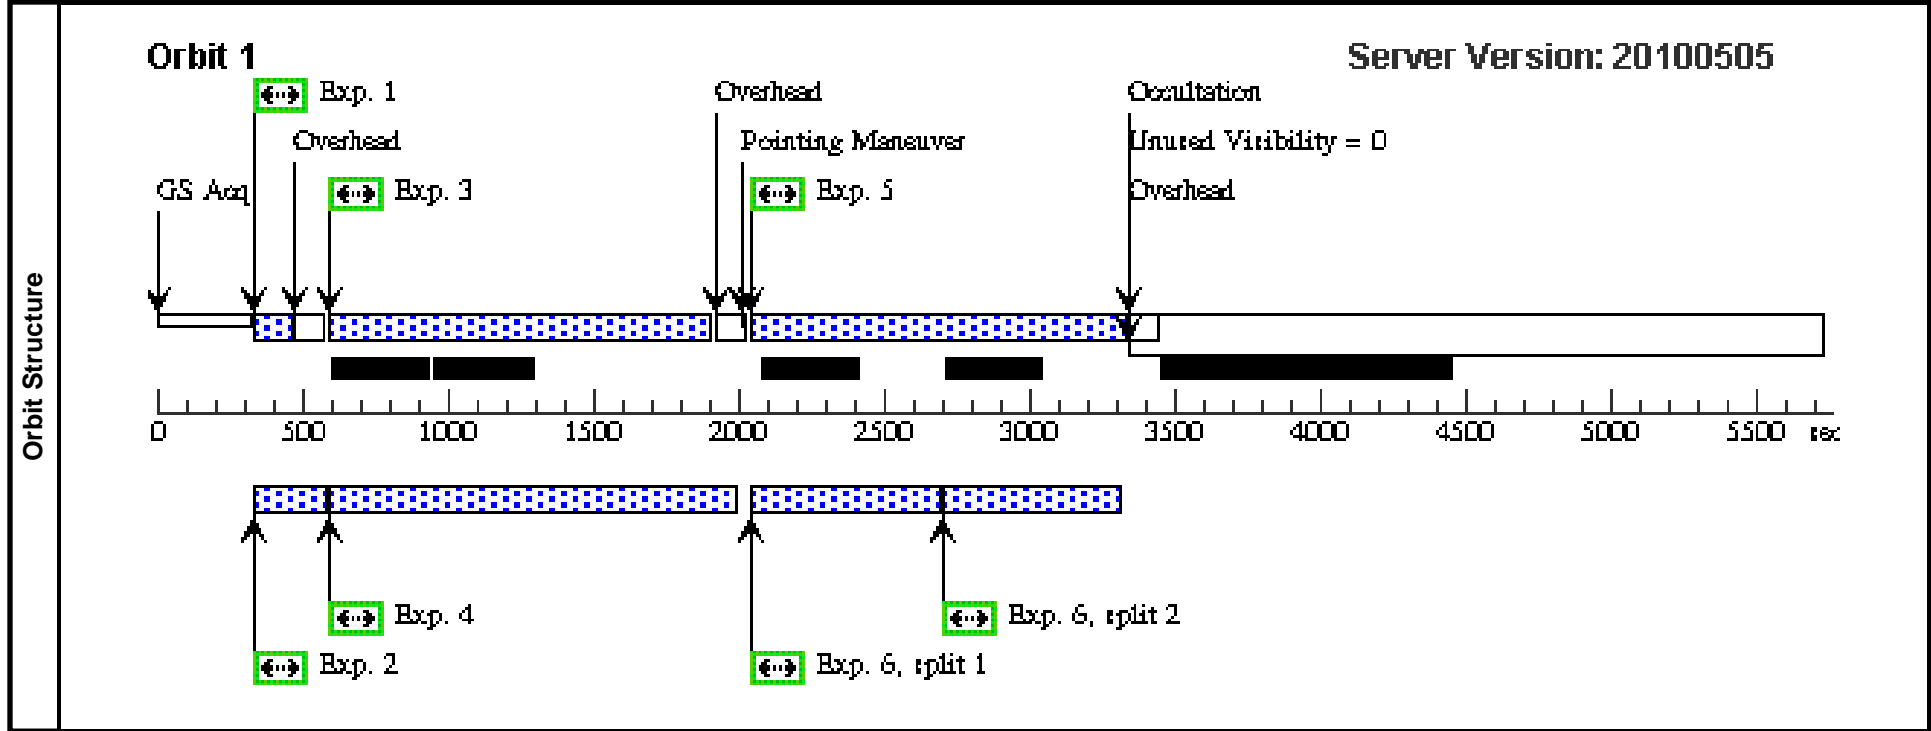 Orbit Structure
Orbit 1
Server Version: 20100505
Exp. 1
Overhead
Occultation
Overhead
Pointing Maneuver
Unused Visibility = 0
GS Acq
Exp. 3
Exp. 5
Overhead
0 500 1000 1500 2000 2500 3000 3500 4000 4500 5000 5500 sec
Exp. 4
Exp. 6, split 2
Exp. 2
Exp. 6, split 1